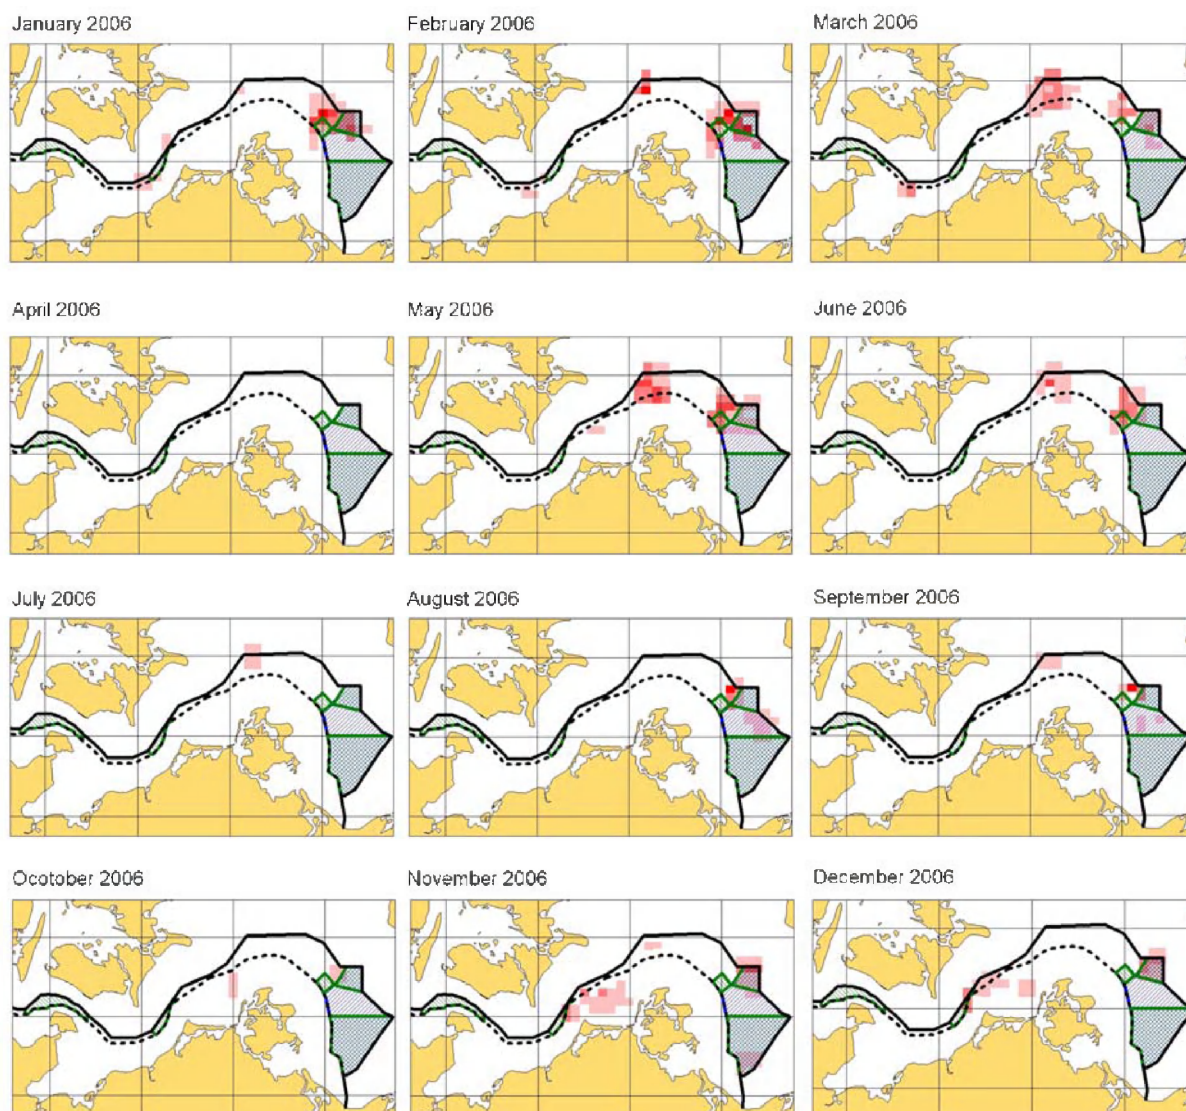 January 2006
February 2006
March 2006
April 2006
May 2006
June 2006
July 2006
August 2006
September 2006
Ocotober 2006
November 2006
December 2006